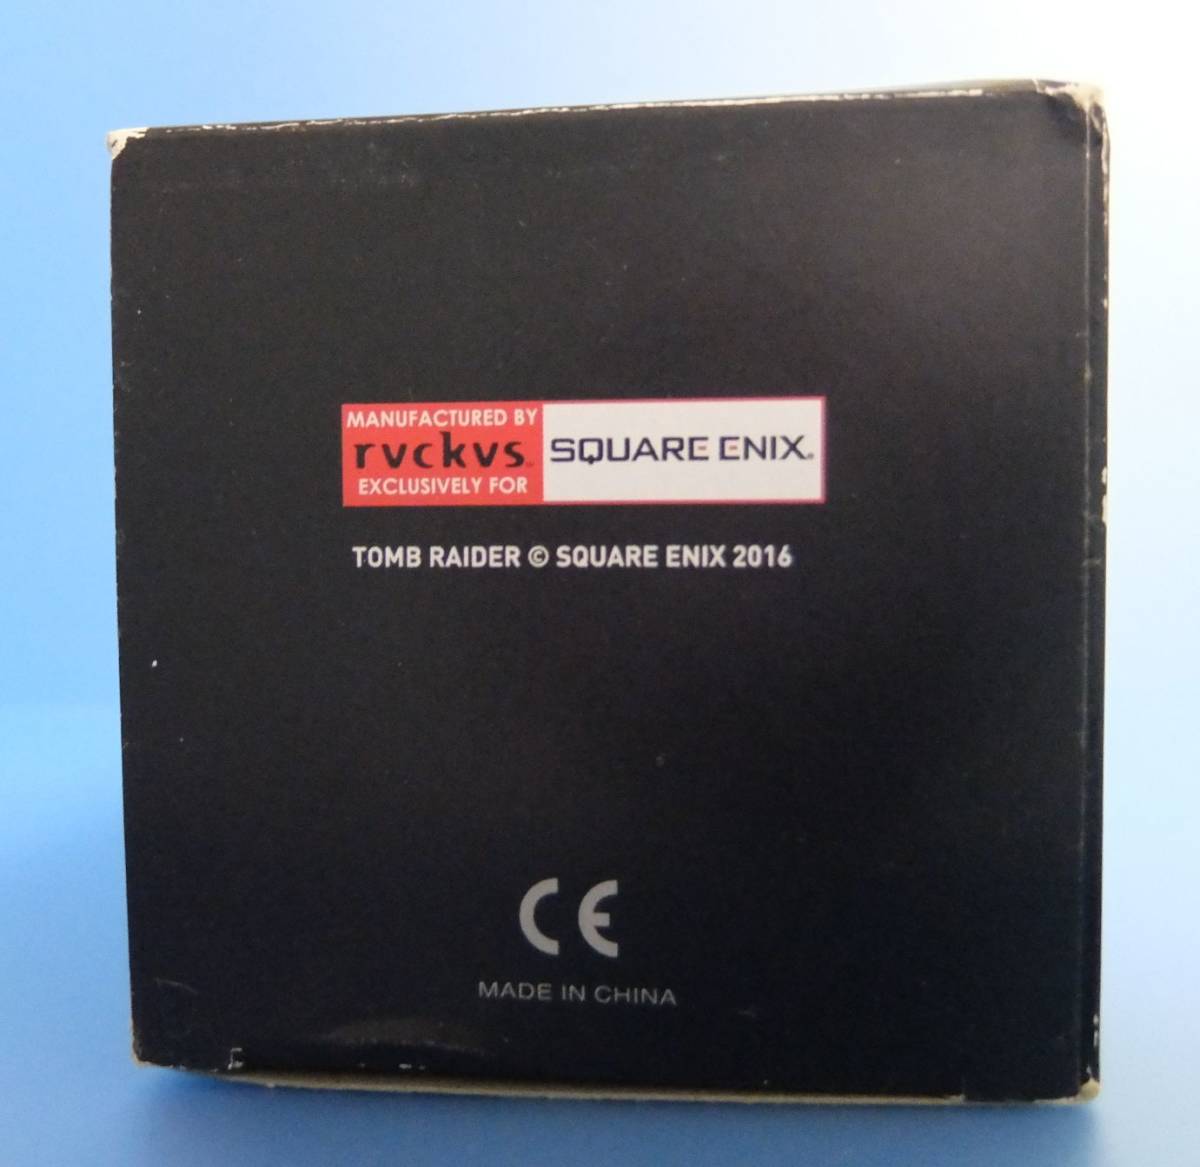 MANUFACTURED BY
rvckvs
EXCLUSIVELY FOR
SQUARE ENIX®
TOMB RAIDER © SQUARE ENIX 2016
CE
MADE IN CHINA